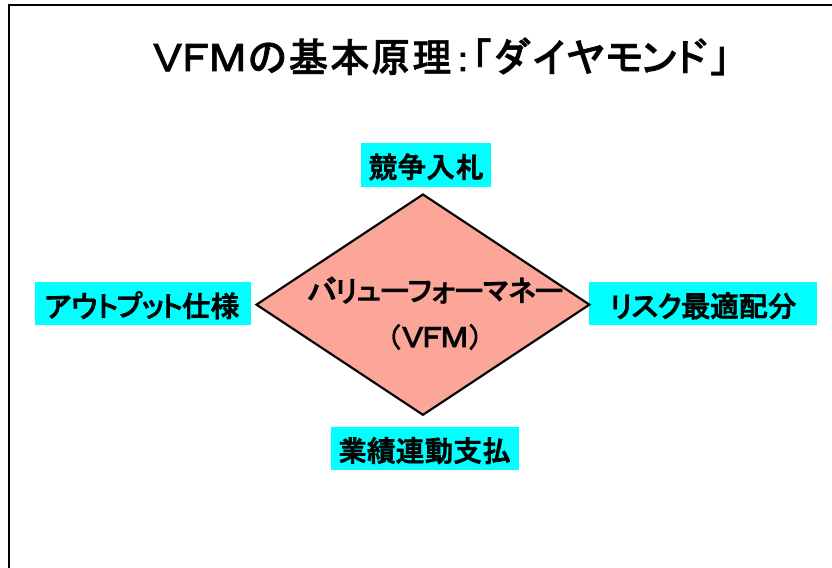 VFMの基本原理:「ダイヤモンド」
競争入札
アウトプット仕様
バリューフォーマネー
(VFM)
リスク最適配分
業績連動支払